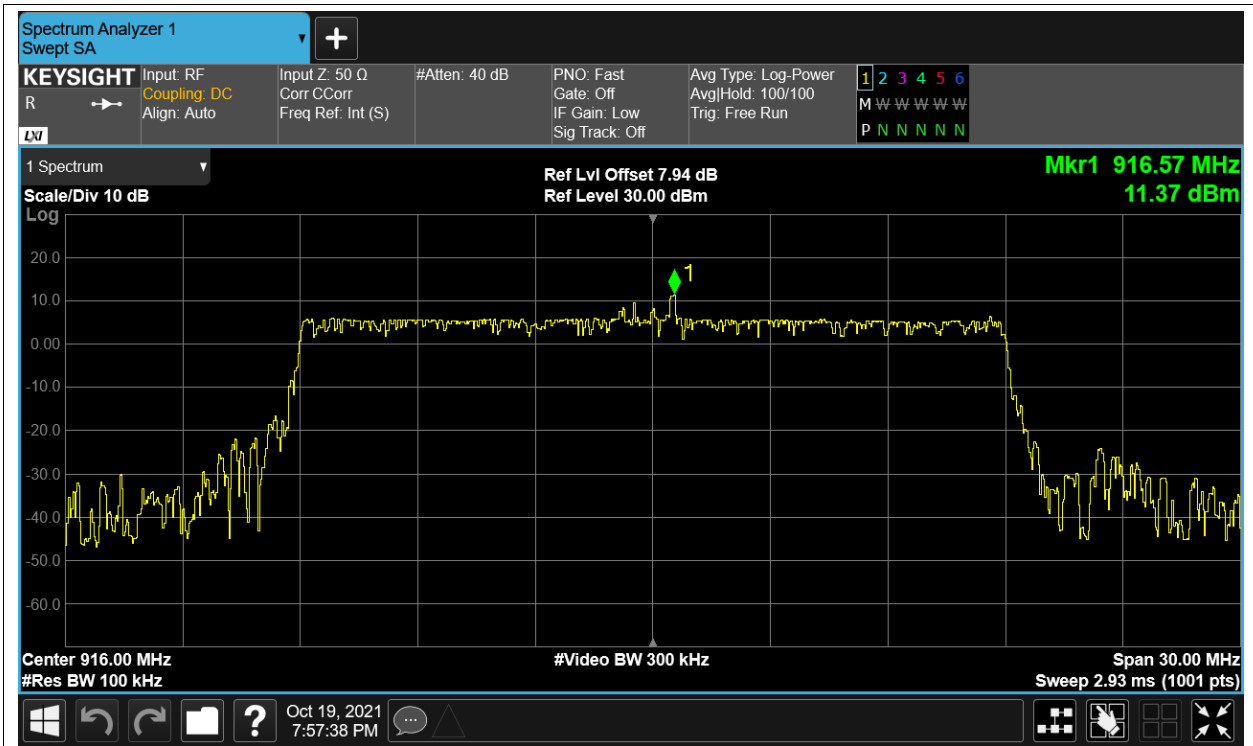 Spectrum Analyzer 1
Swept SA
KEYSIGHT
R
LXI
Input: RF
Coupling: DC
Align: Auto
Input Z: 50 Ω
Corr CCorr
Freq Ref: Int (S)
#Atten: 40 dB
PNO: Fast
Gate: Off
IF Gain: Low
Sig Track: Off
Avg Type: Log-Power
Avg|Hold: 100/100
Trig: Free Run
1 2 3 4 5 6
M W W W W W
P N N N N N
1 Spectrum
Scale/Div 10 dB
Ref Lvl Offset 7.94 dB
Ref Level 30.00 dBm
Mkr1 916.57 MHz
11.37 dBm
Log
1
20.0
10.0
0.00
-10.0
-20.0
-30.0
-40.0
-50.0
-60.0
Center 916.00 MHz
#Video BW 300 kHz
Span 30.00 MHz
#Res BW 100 kHz
Sweep 2.93 ms (1001 pts)
?
Oct 19, 2021
7:57:38 PM